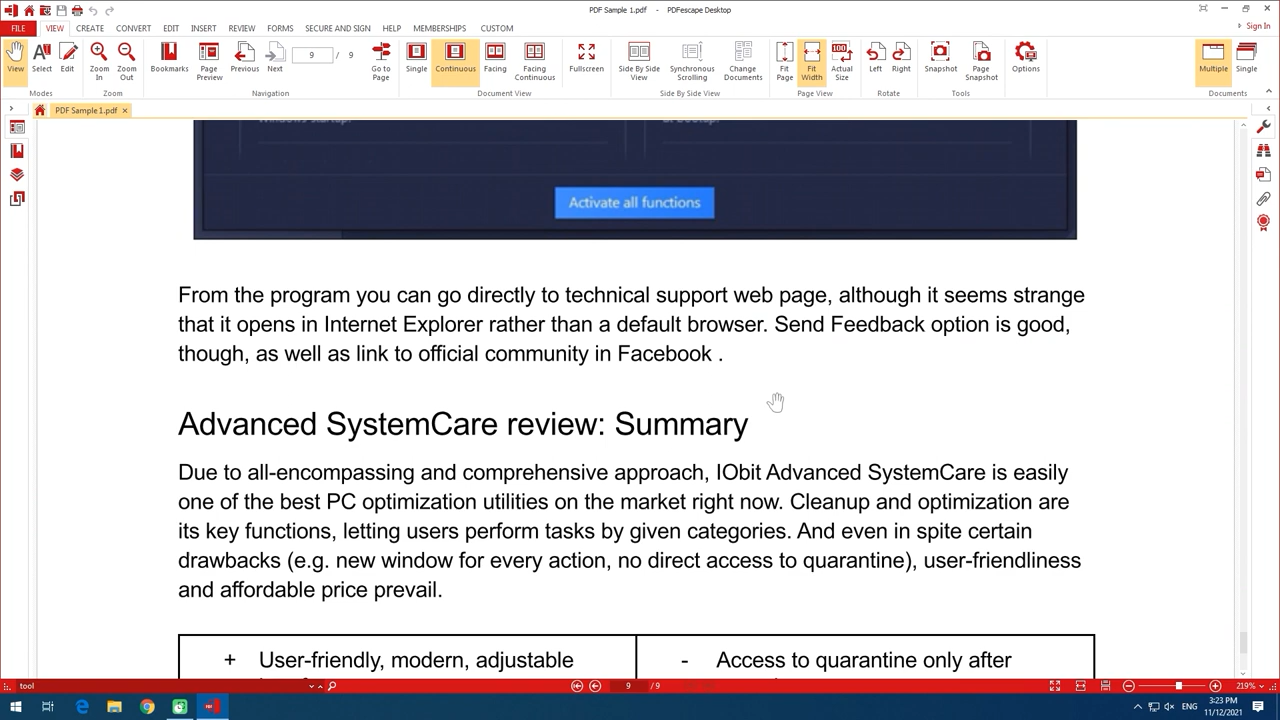 PDF Sample 1.pdf - PDFescape Desktop
Sign In
FILE VIEW CREATE CONVERT EDIT INSERT REVIEW FORMS SECURE AND SIGN HELP MEMBERSHIPS CUSTOM
View Select Edit Zoom In Zoom Out Bookmarks Page Preview Previous Next 9 / 9 Go to Page Single Continuous Facing Facing Continuous Fullscreen Side By Side View Synchronous Scrolling Change Documents Fit Page Fit Width 100 Actual Size Left Right Snapshot Page Snapshot Options Multiple Single
Modes Zoom Navigation Document View Side By Side View Page View Rotate Tools Documents
PDF Sample 1.pdf
Windows startup.
Activate all functions
From the program you can go directly to technical support web page, although it seems strange
that it opens in Internet Explorer rather than a default browser. Send Feedback option is good,
though, as well as link to official community in Facebook .
Advanced SystemCare review: Summary
Due to all-encompassing and comprehensive approach, IObit Advanced SystemCare is easily
one of the best PC optimization utilities on the market right now. Cleanup and optimization are
its key functions, letting users perform tasks by given categories. And even in spite certain
drawbacks (e.g. new window for every action, no direct access to quarantine), user-friendliness
and affordable price prevail.
+ User-friendly, modern, adjustable
- Access to quarantine only after
tool 9 / 9 219%
ENG 3:23 PM
11/12/2021